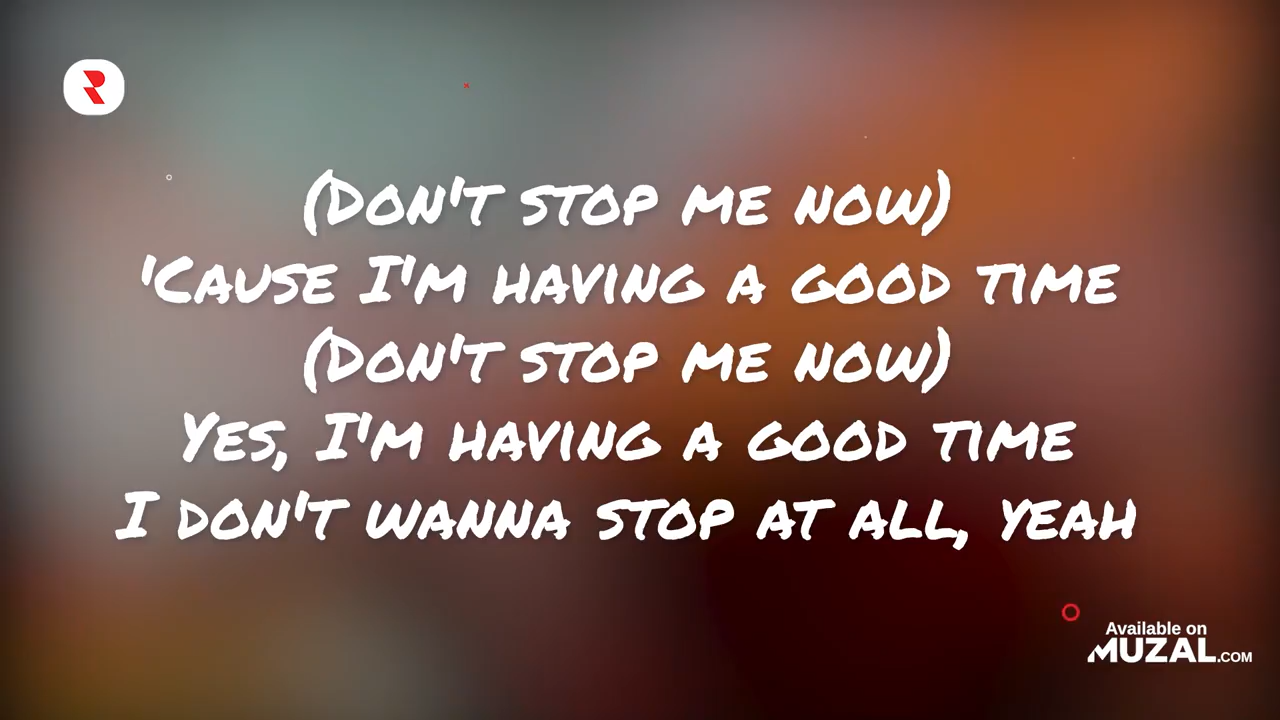 (Don't stop me now)
'Cause I'm having a good time
(Don't stop me now)
Yes, I'm having a good time
I don't wanna stop at all, yeah
Available on
MUZAL.COM